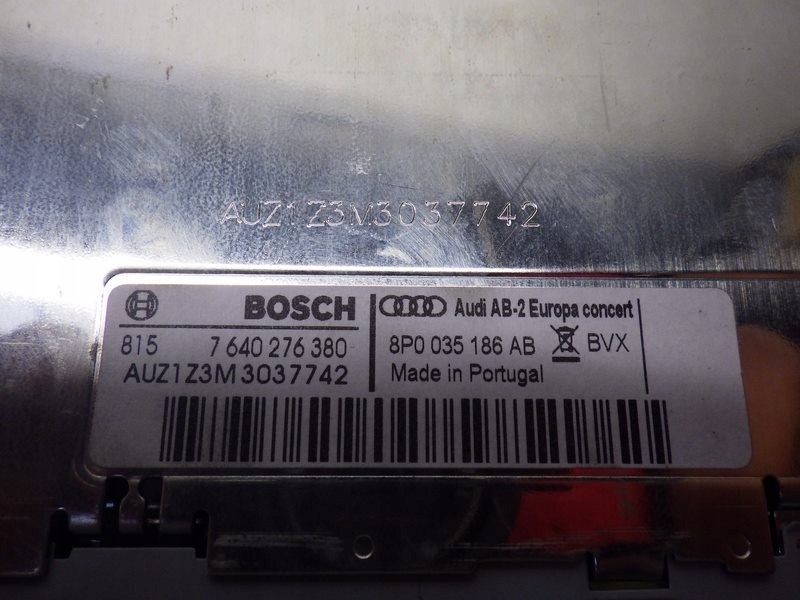 AUZ1Z3M3037742
BOSCH
Audi AB-2 Europa concert
815 7 640 276 380
8P0 035 186 AB BVX
AUZ1Z3M3037742
Made in Portugal